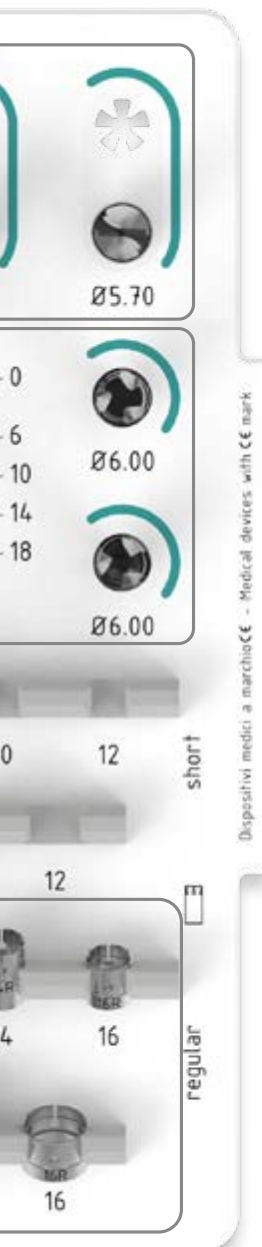 Ø5.70
0
6
10
14
18
Ø6.00
Ø6.00
Dispositivi medici a marchio CE - Medical devices with CE mark
0 12
short
12
4 16
regular
16R
16